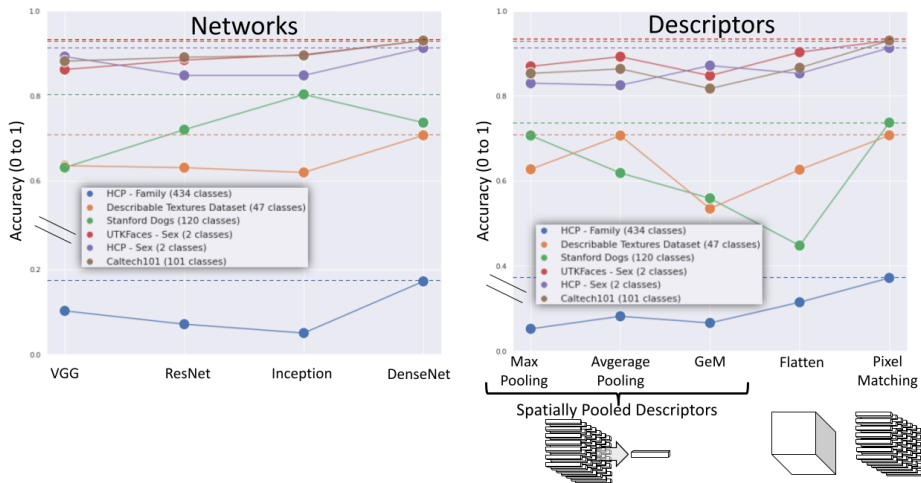 Networks
Accuracy (0 to 1)
1.0
0.8
0.6
0.2
0.0
HCP - Family (434 classes)
Describable Textures Dataset (47 classes)
Stanford Dogs (120 classes)
UTKFaces - Sex (2 classes)
HCP - Sex (2 classes)
Caltech101 (101 classes)
VGG
ResNet
Inception
DenseNet
Descriptors
Accuracy (0 to 1)
1.0
0.8
0.6
0.4
0.0
HCP - Family (434 classes)
Describable Textures Dataset (47 classes)
Stanford Dogs (120 classes)
UTKFaces - Sex (2 classes)
HCP - Sex (2 classes)
Caltech101 (101 classes)
Max
Pooling
Avgerage
Pooling
GeM
Flatten
Pixel
Matching
Spatially Pooled Descriptors